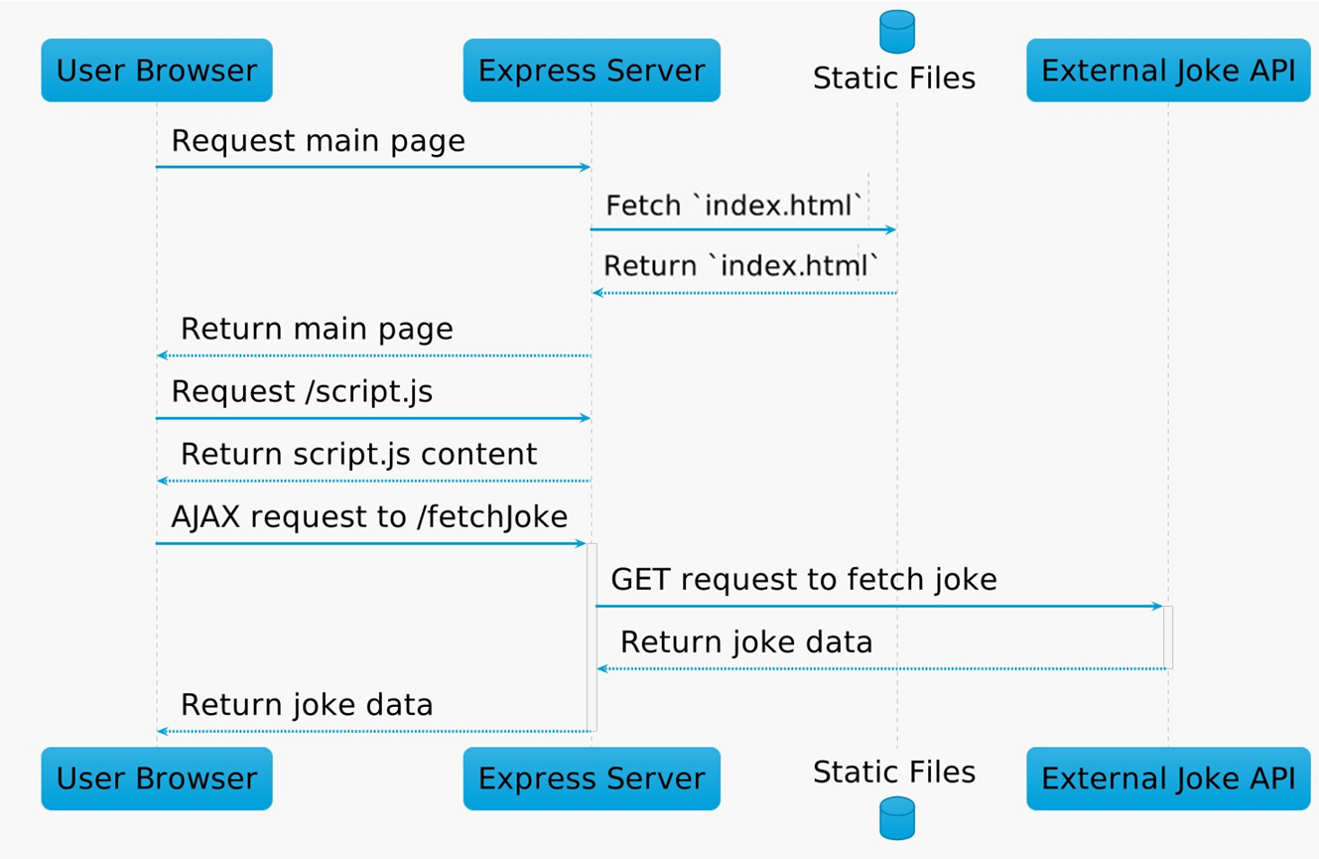 User Browser
Express Server
Static Files
External Joke API
Request main page
Fetch `index.html`
Return `index.html`
Return main page
Request /script.js
Return script.js content
AJAX request to /fetchJoke
GET request to fetch joke
Return joke data
Return joke data
User Browser
Express Server
Static Files
External Joke API